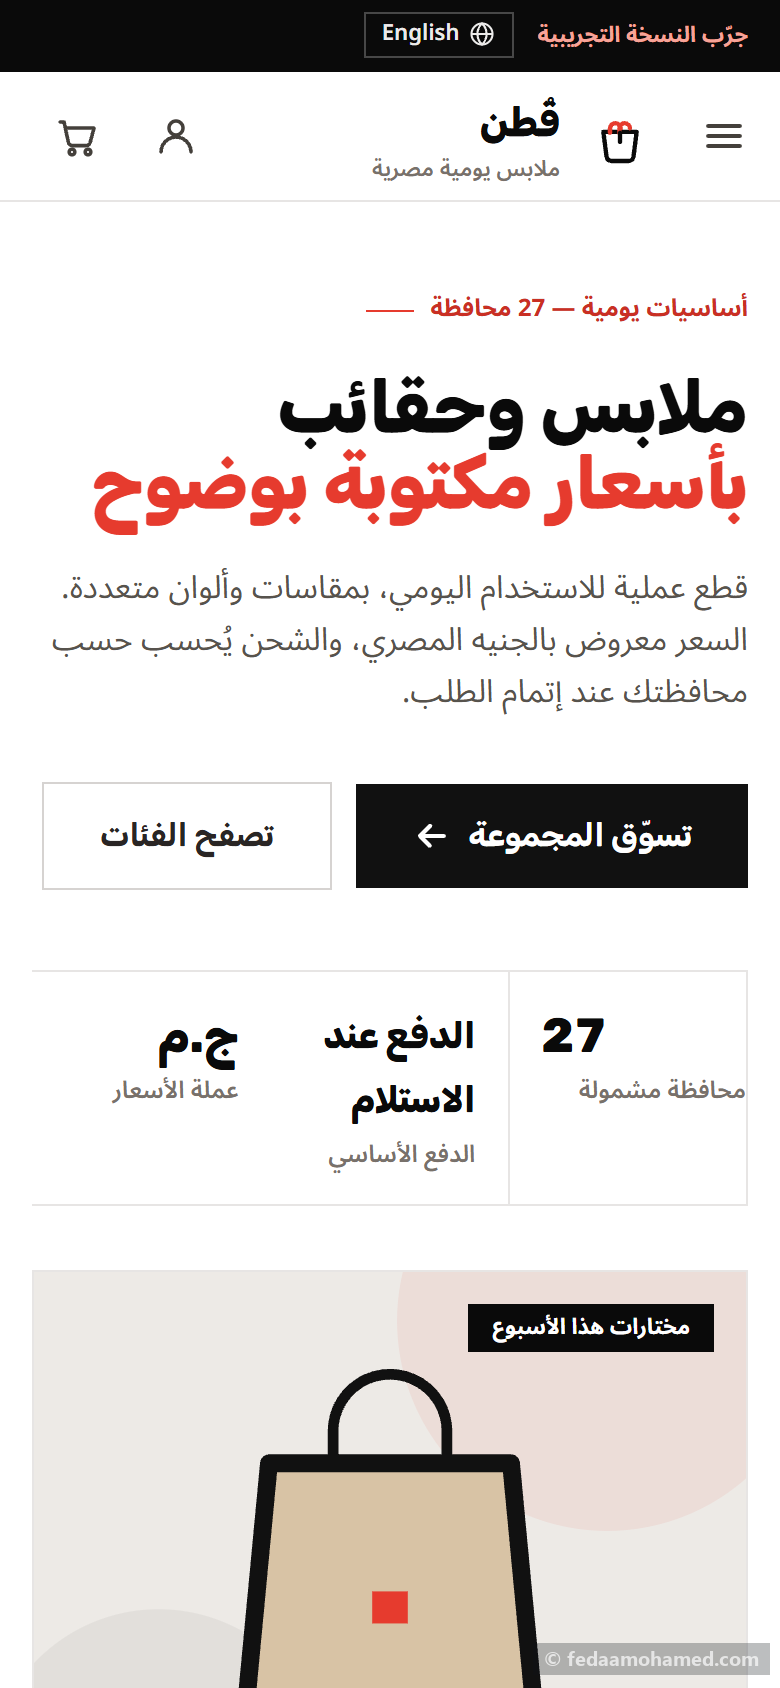 جرّب النسخة التجريبية
English
قُطن
ملابس يومية مصرية
أساسيات يومية — 27 محافظة
ملابس وحقائب
بأسعار مكتوبة بوضوح
قطع عملية للاستخدام اليومي، بمقاسات وألوان متعددة.
السعر معروض بالجنيه المصري، والشحن يُحسب حسب
محافظتك عند إتمام الطلب.
تسوّق المجموعة ←
تصفح الفئات
27
محافظة مشمولة
الدفع عند
الاستلام
الدفع الأساسي
ج.م
عملة الأسعار
مختارات هذا الأسبوع
© fedaamohamed.com